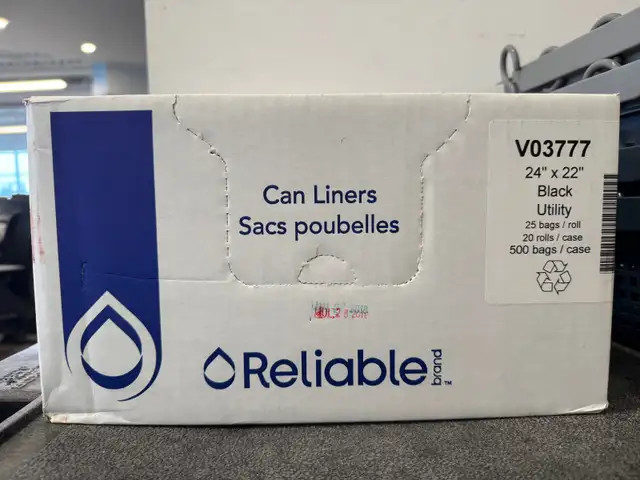 Can Liners
Sacs poubelles
V03777
24" x 22"
Black
Utility
25 bags / roll
20 rolls / case
500 bags / case
Reliable brand™